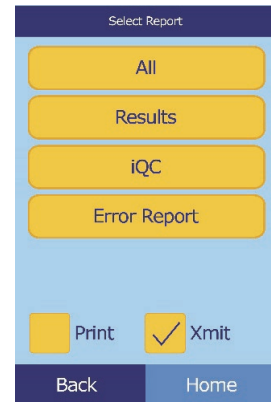 Select Report
All
Results
iQC
Error Report
Print Xmit
Back Home